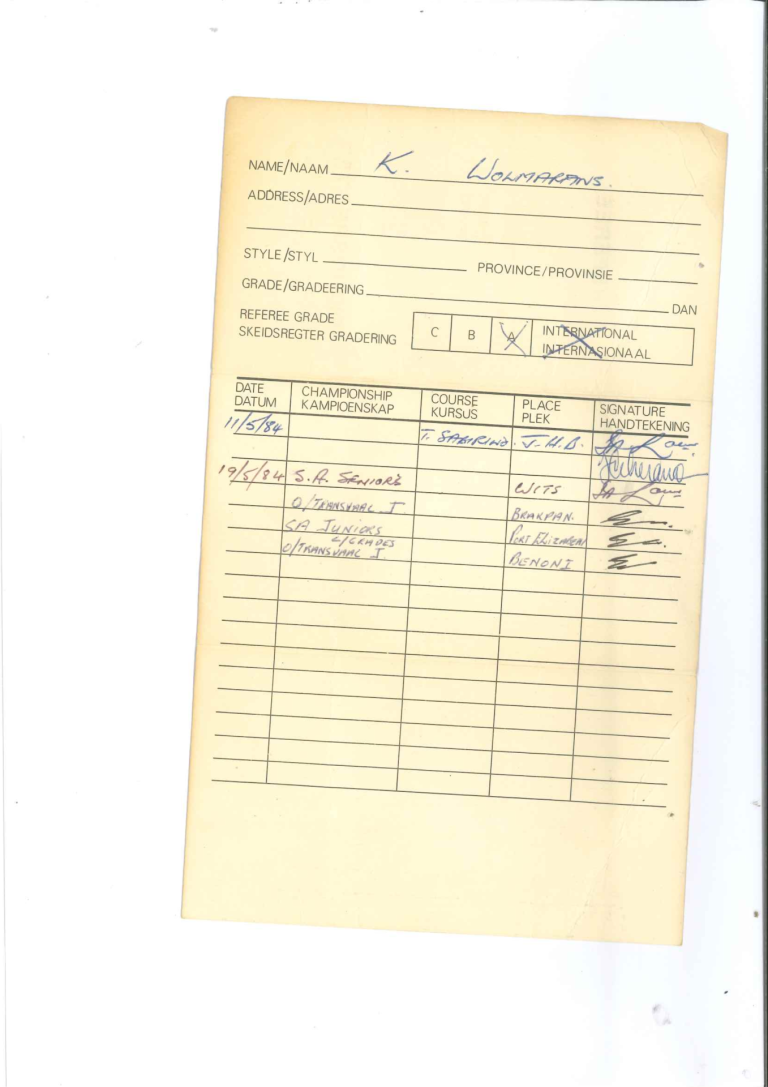 NAME/NAAM K. WOLMARANS.
ADDRESS/ADRES
STYLE/STYL PROVINCE/PROVINSIE
GRADE/GRADEERING DAN
REFEREE GRADE
SKEIDSREGTER GRADERING C B A INTERNATIONAL
INTERNASIONAAL
DATE CHAMPIONSHIP COURSE PLACE SIGNATURE
DATUM KAMPIOENSKAP KURSUS PLEK HANDTEKENING
11/5/84 T. SABIRINO. J.H.B.
19/5/84 S.A. SENIORS WITS
O/TRANSVAAL I BRAKPAN.
SA JUNIORS PORT ELIZABETH
L/GRADES
O/TRANSVAAL I. BENONI